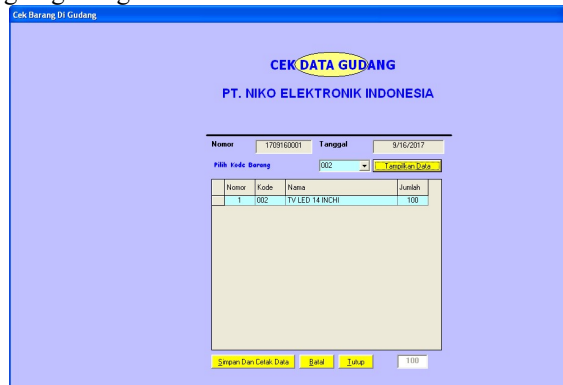 Cek Barang Di Gudang
CEK DATA GUDANG
PT. NIKO ELEKTRONIK INDONESIA
Nomor 1709160001 Tanggal 9/16/2017
Pilih Kode Barang 002 Tampilkan Data
Nomor Kode Nama Jumlah
1 002 TV LED 14 INCHI 100
Simpan Dan Cetak Data Batal Tutup 100